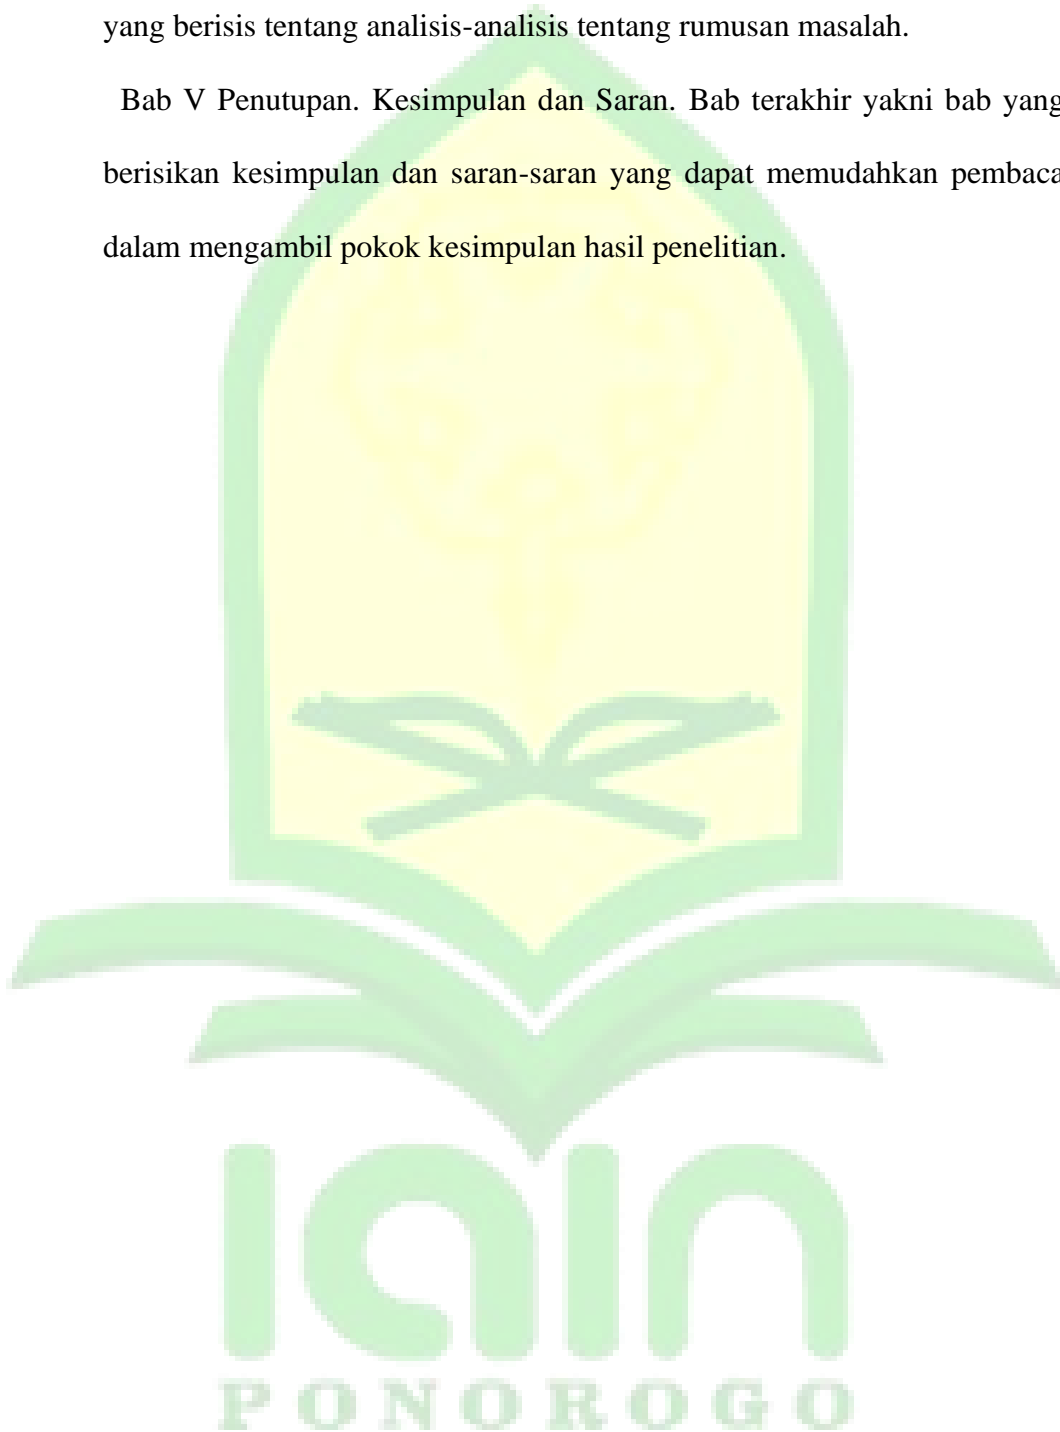 yang berisis tentang analisis-analisis tentang rumusan masalah.
Bab V Penutupan. Kesimpulan dan Saran. Bab terakhir yakni bab yang
berisikan kesimpulan dan saran-saran yang dapat memudahkan pembaca
dalam mengambil pokok kesimpulan hasil penelitian.
iain
PONOROGO